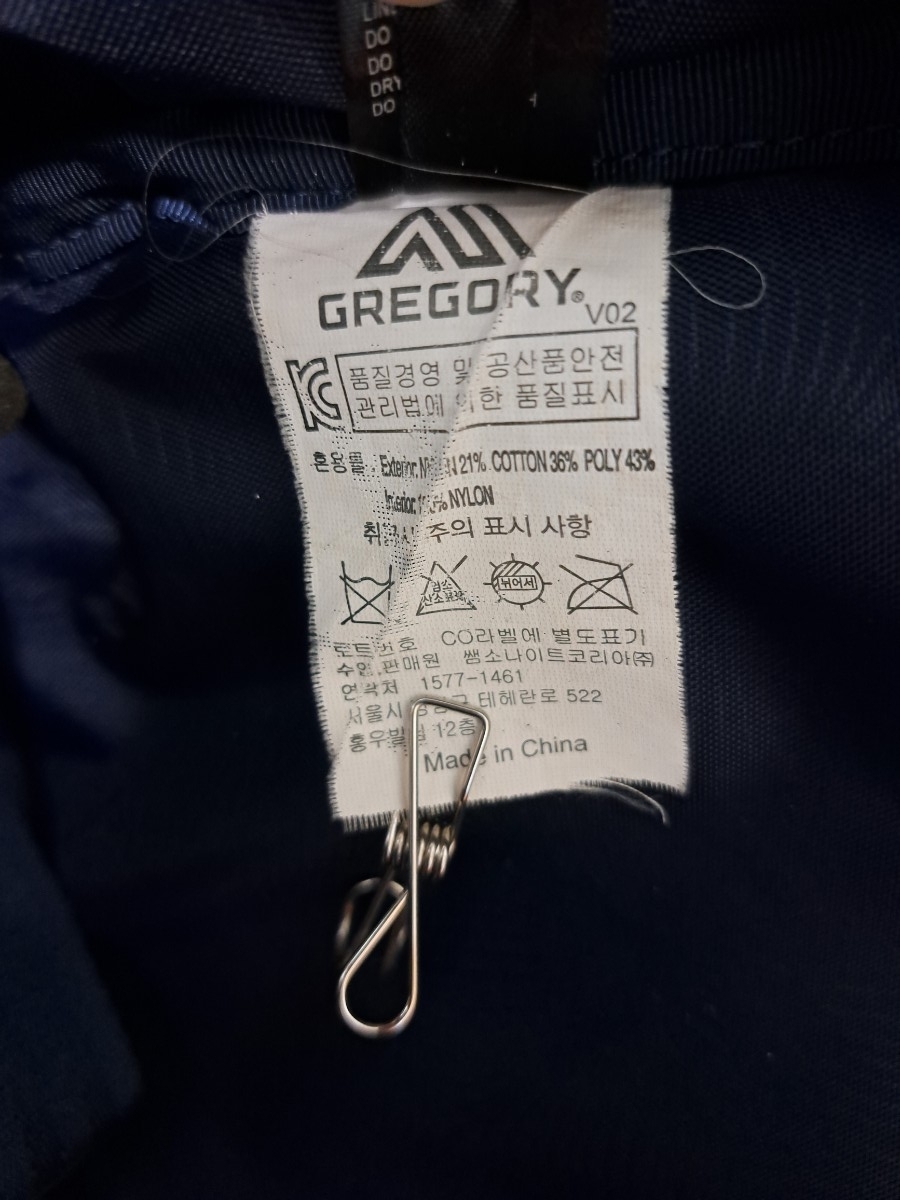 DO
DO
DRY
DO
GREGORY®
V02
품질경영 및 공산품안전
관리법에 의한 품질표시
혼용률 Exterior: 21% COTTON 36% POLY 43%
Interior: NYLON
주의 표시 사항
염소
산소표백
뉘어서
로트번호 CO라벨에 별도표기
수입,판매원 쌤소나이트코리아㈜
연락처 1577-1461
서울시 강남구 테헤란로 522
홍우빌딩 12층
Made in China